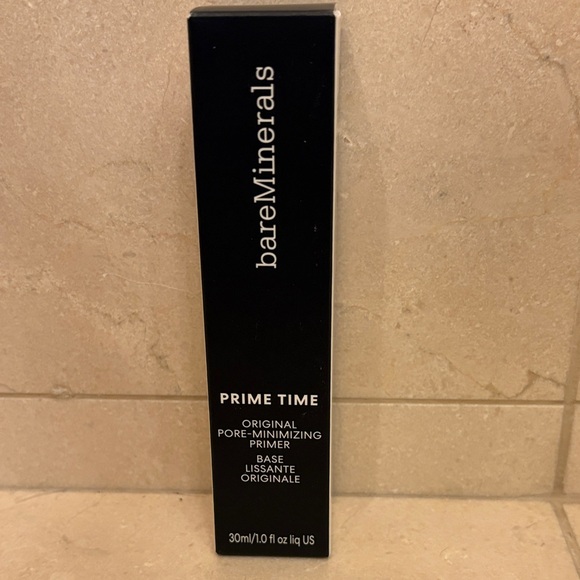 bareMinerals
PRIME TIME
ORIGINAL
PORE-MINIMIZING
PRIMER
BASE
LISSANTE
ORIGINALE
30ml/1.0 fl oz liq US